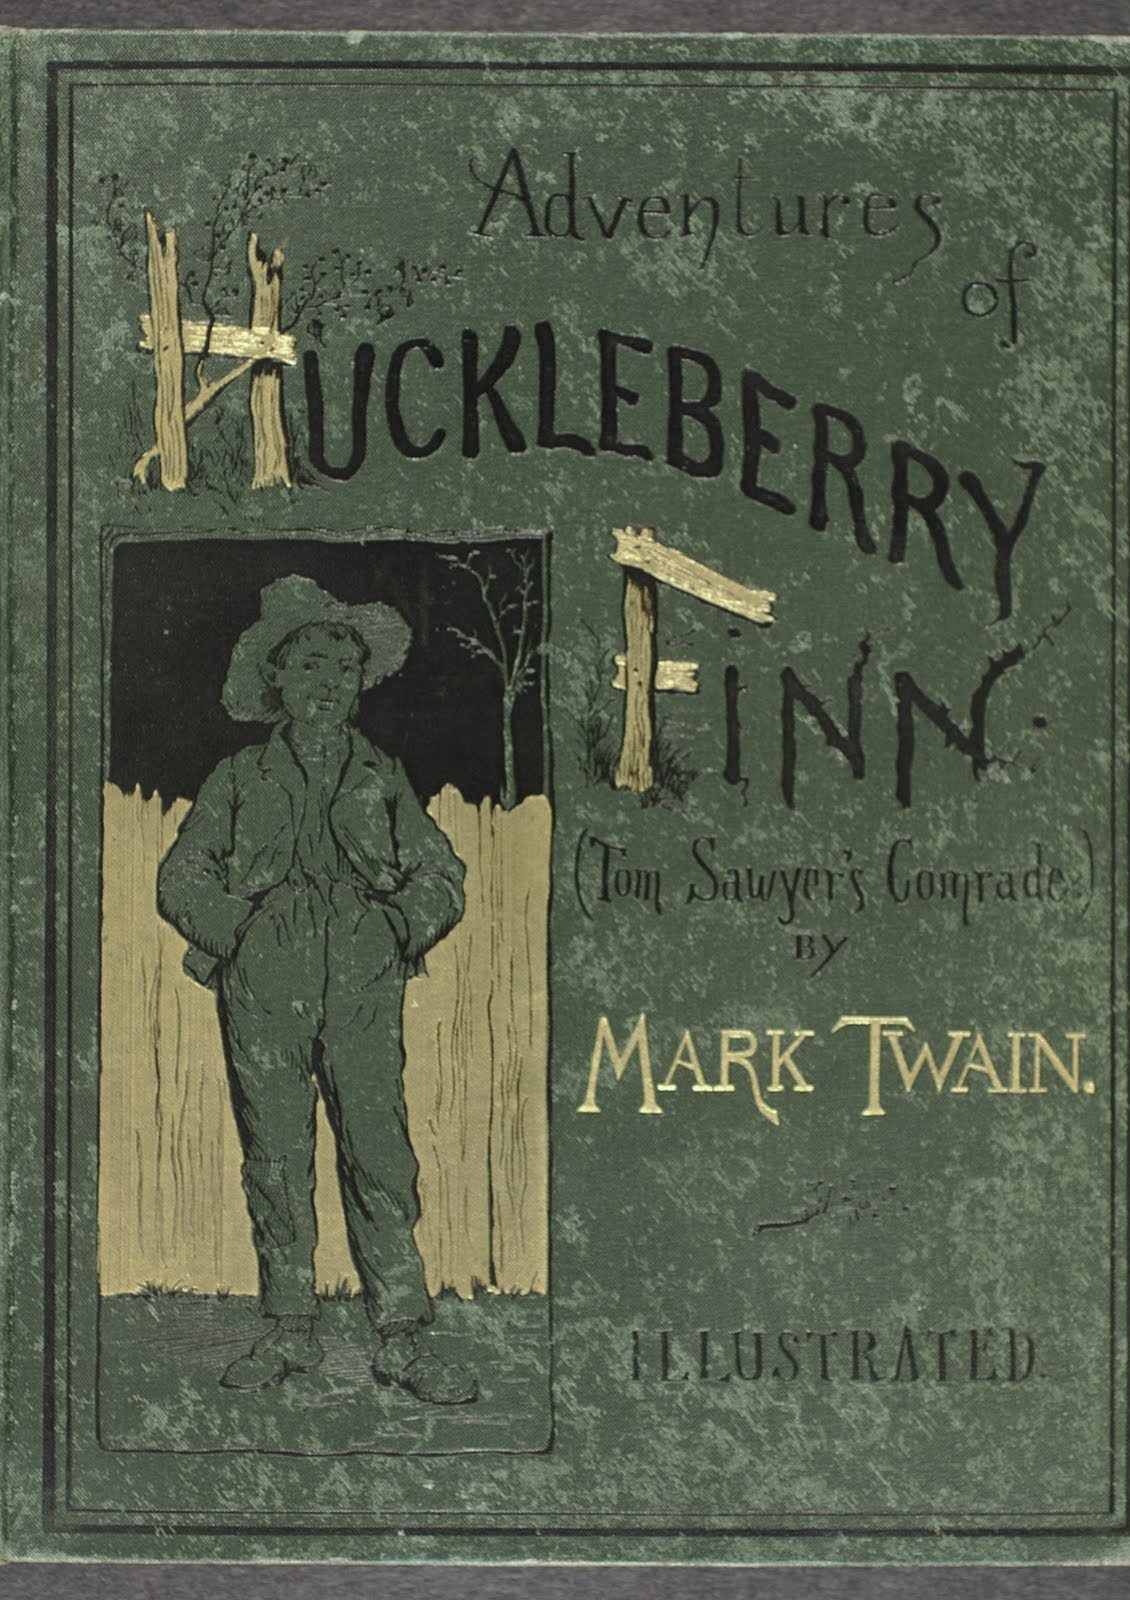 Adventures
of
HUCKLEBERRY
FINN.
(Tom Sawyer's Comrade.)
BY
MARK TWAIN.
ILLUSTRATED.